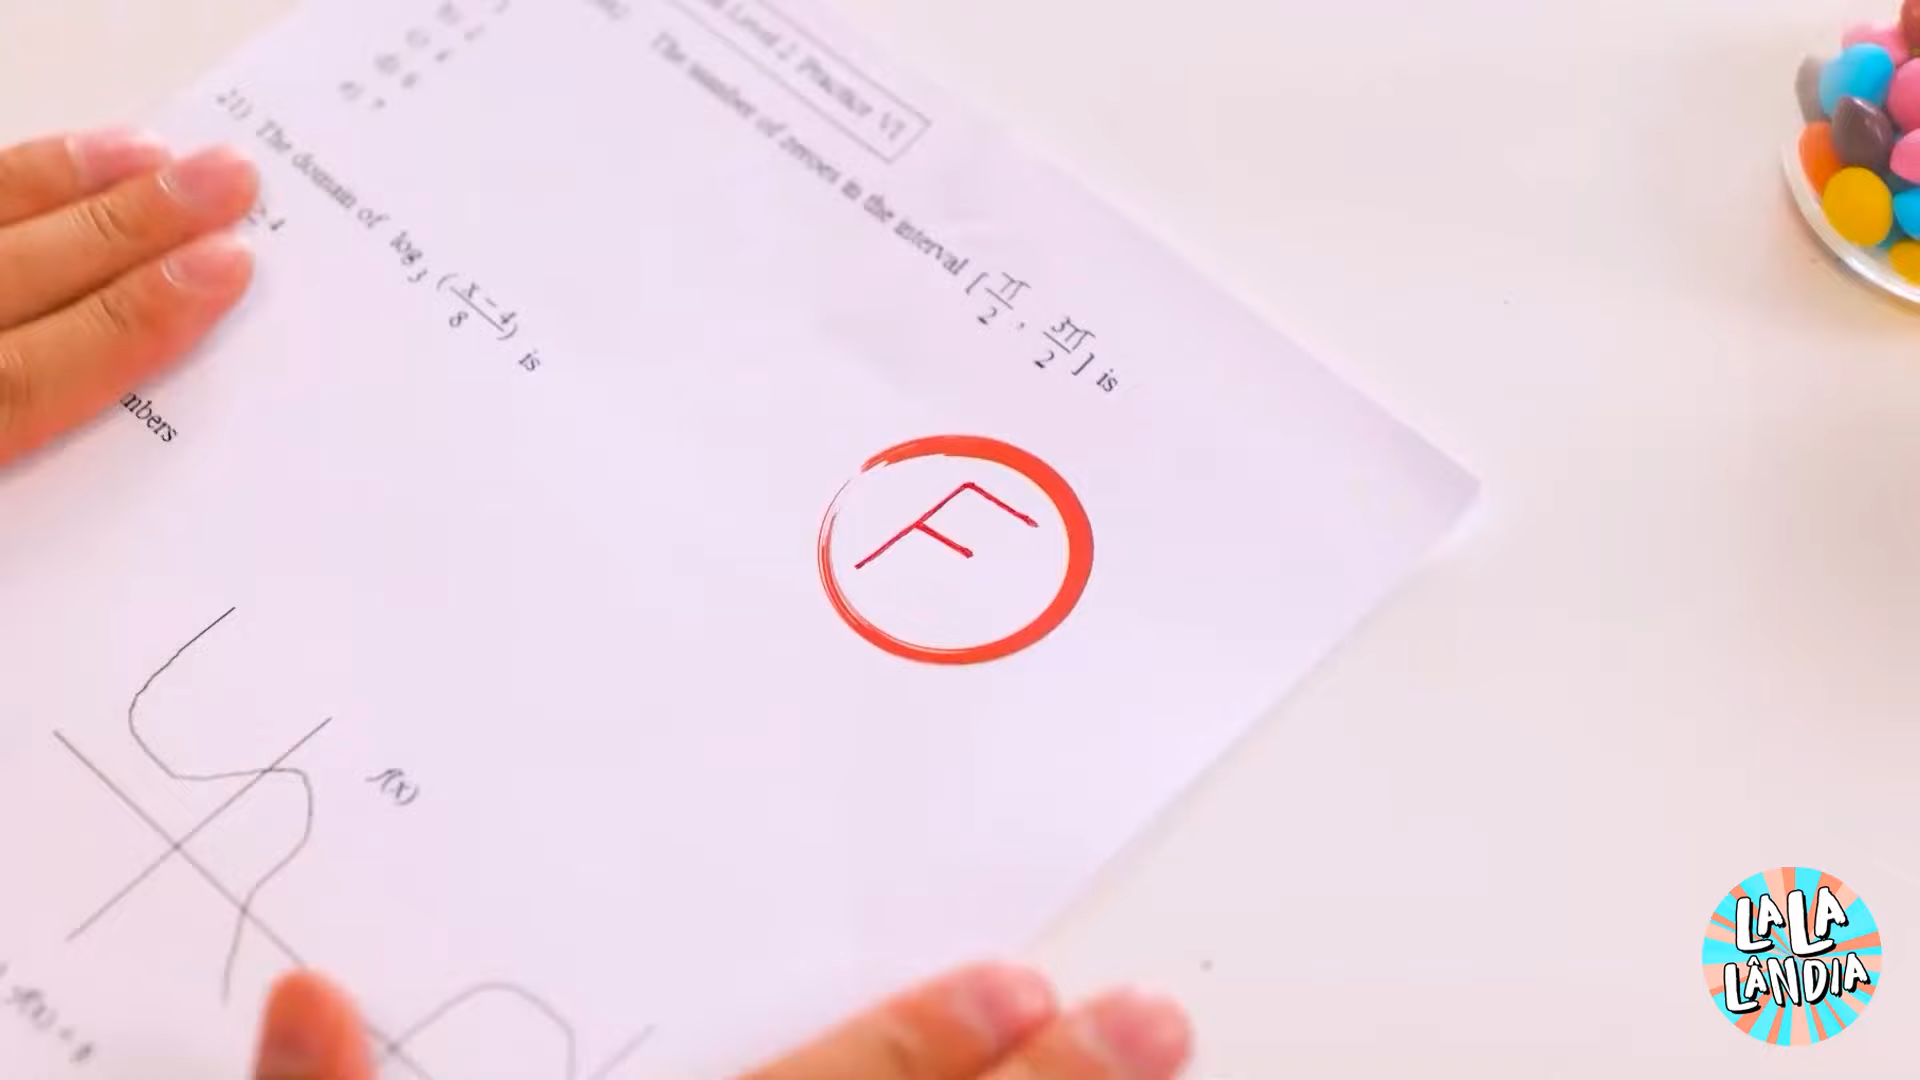 Level 2 Practice VI
The number of zeroes in the interval [π/2, 3π/2] is
21) The domain of log₃ (x − 4/8) is
≥ 4
mbers
F
f(x)
LA LA
LÂNDIA